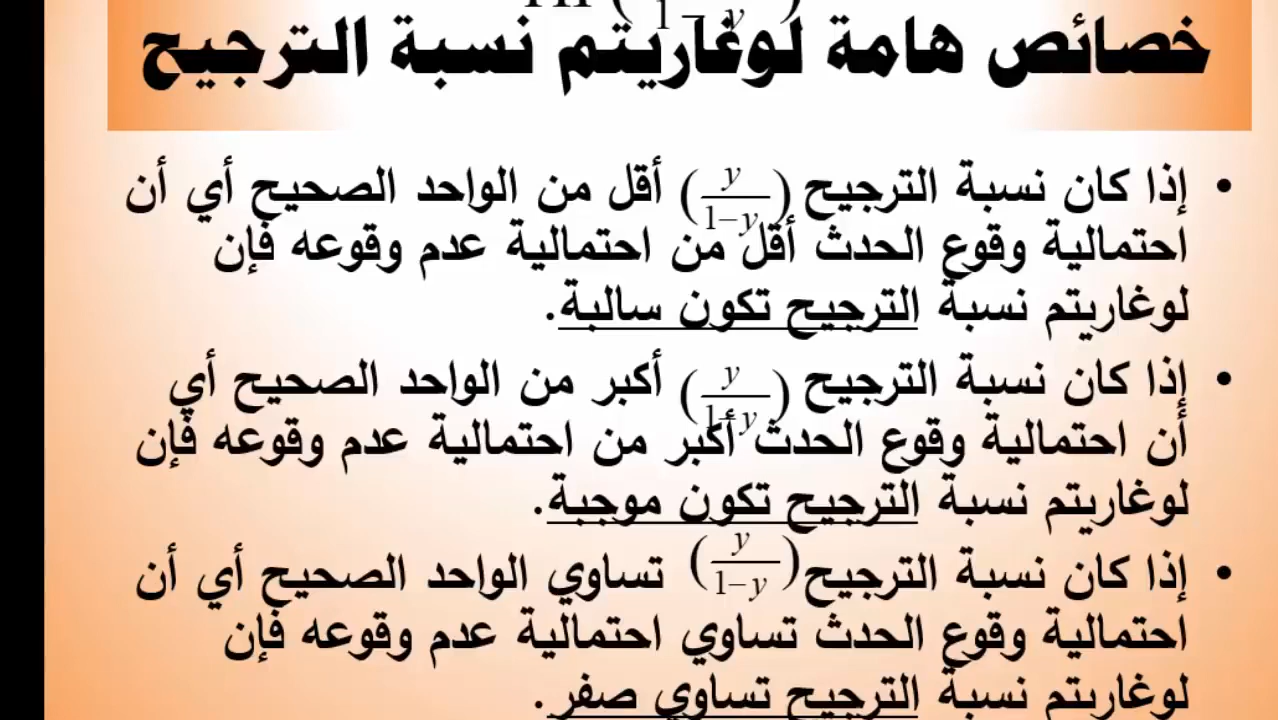 خصائص هامة لوغاريتم نسبة الترجيح
• إذا كان نسبة الترجيح (y/1−y) أقل من الواحد الصحيح أي أن
احتمالية وقوع الحدث أقل من احتمالية عدم وقوعه فإن
لوغاريتم نسبة الترجيح تكون سالبة.
• إذا كان نسبة الترجيح (y/1−y) أكبر من الواحد الصحيح أي
أن احتمالية وقوع الحدث أكبر من احتمالية عدم وقوعه فإن
لوغاريتم نسبة الترجيح تكون موجبة.
• إذا كان نسبة الترجيح (y/1−y) تساوي الواحد الصحيح أي أن
احتمالية وقوع الحدث تساوي احتمالية عدم وقوعه فإن
لوغاريتم نسبة الترجيح تساوي صفر.